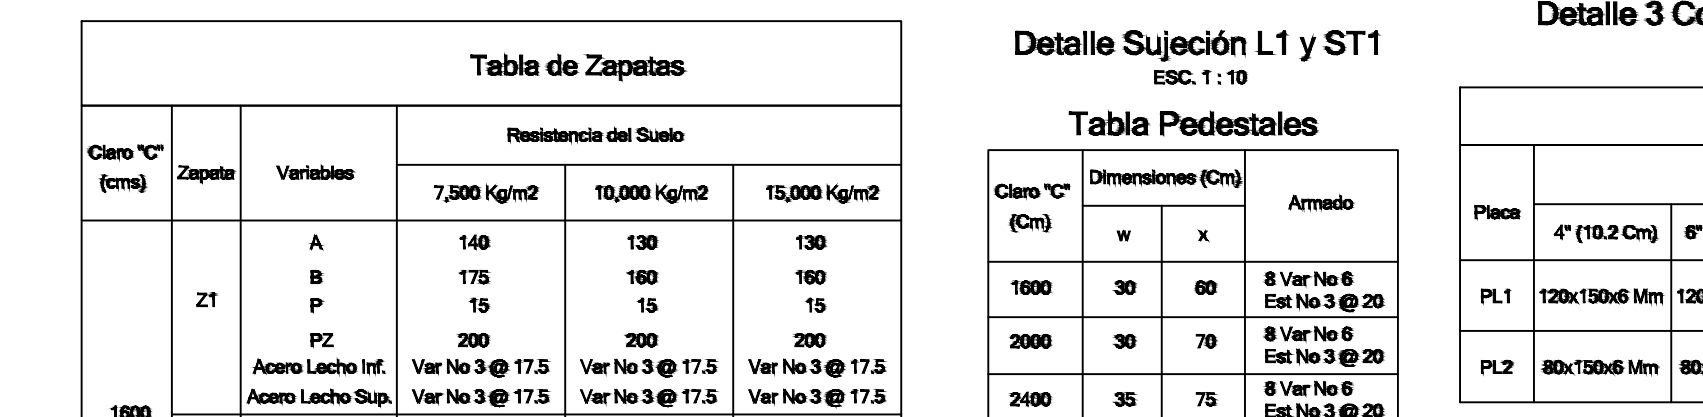 Tabla de Zapatas
Claro "C"
(cms)
Zapata
Variables
Resistencia del Suelo
7,500 Kg/m2 10,000 Kg/m2 15,000 Kg/m2
1600
Z1
A 140 130 130
B 175 160 160
P 15 15 15
PZ 200 200 200
Acero Lecho Inf. Var No 3 @ 17.5 Var No 3 @ 17.5 Var No 3 @ 17.5
Acero Lecho Sup. Var No 3 @ 17.5 Var No 3 @ 17.5 Var No 3 @ 17.5
Detalle Sujeción L1 y ST1
ESC. 1 : 10
Tabla Pedestales
Claro "C"
(Cm)
Dimensiones (Cm)
w x
Armado
1600 30 60 8 Var No 6
Est No 3 @ 20
2000 30 70 8 Var No 6
Est No 3 @ 20
2400 35 75 8 Var No 6
Est No 3 @ 20
Detalle 3
Placa
4" (10.2 Cm) 6"
PL1 120x150x6 Mm
PL2 80x150x6 Mm